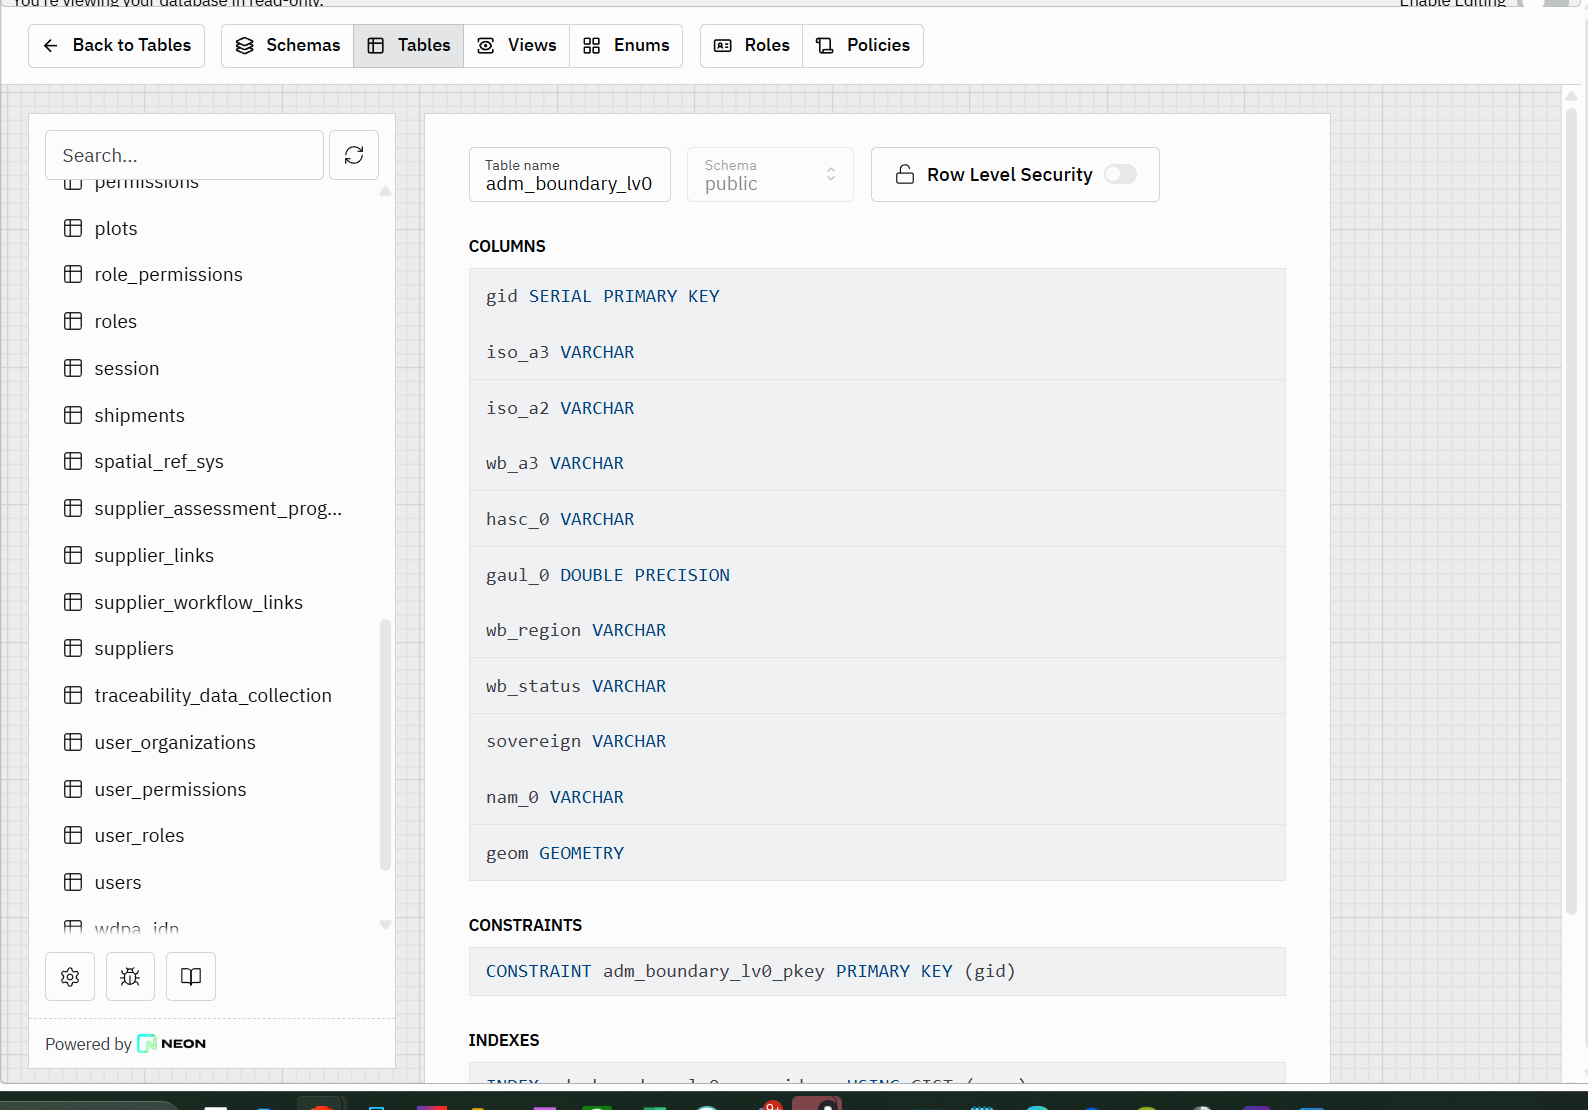 You're viewing your database in read-only.
Enable Editing
Back to Tables
Schemas
Tables
Views
Enums
Roles
Policies
Search...
permissions
plots
role_permissions
roles
session
shipments
spatial_ref_sys
supplier_assessment_prog...
supplier_links
supplier_workflow_links
suppliers
traceability_data_collection
user_organizations
user_permissions
user_roles
users
wdpa_idn
Powered by NEON
Table name
adm_boundary_lv0
Schema
public
Row Level Security
COLUMNS
gid SERIAL PRIMARY KEY
iso_a3 VARCHAR
iso_a2 VARCHAR
wb_a3 VARCHAR
hasc_0 VARCHAR
gaul_0 DOUBLE PRECISION
wb_region VARCHAR
wb_status VARCHAR
sovereign VARCHAR
nam_0 VARCHAR
geom GEOMETRY
CONSTRAINTS
CONSTRAINT adm_boundary_lv0_pkey PRIMARY KEY (gid)
INDEXES
INDEX USING GIST
9+